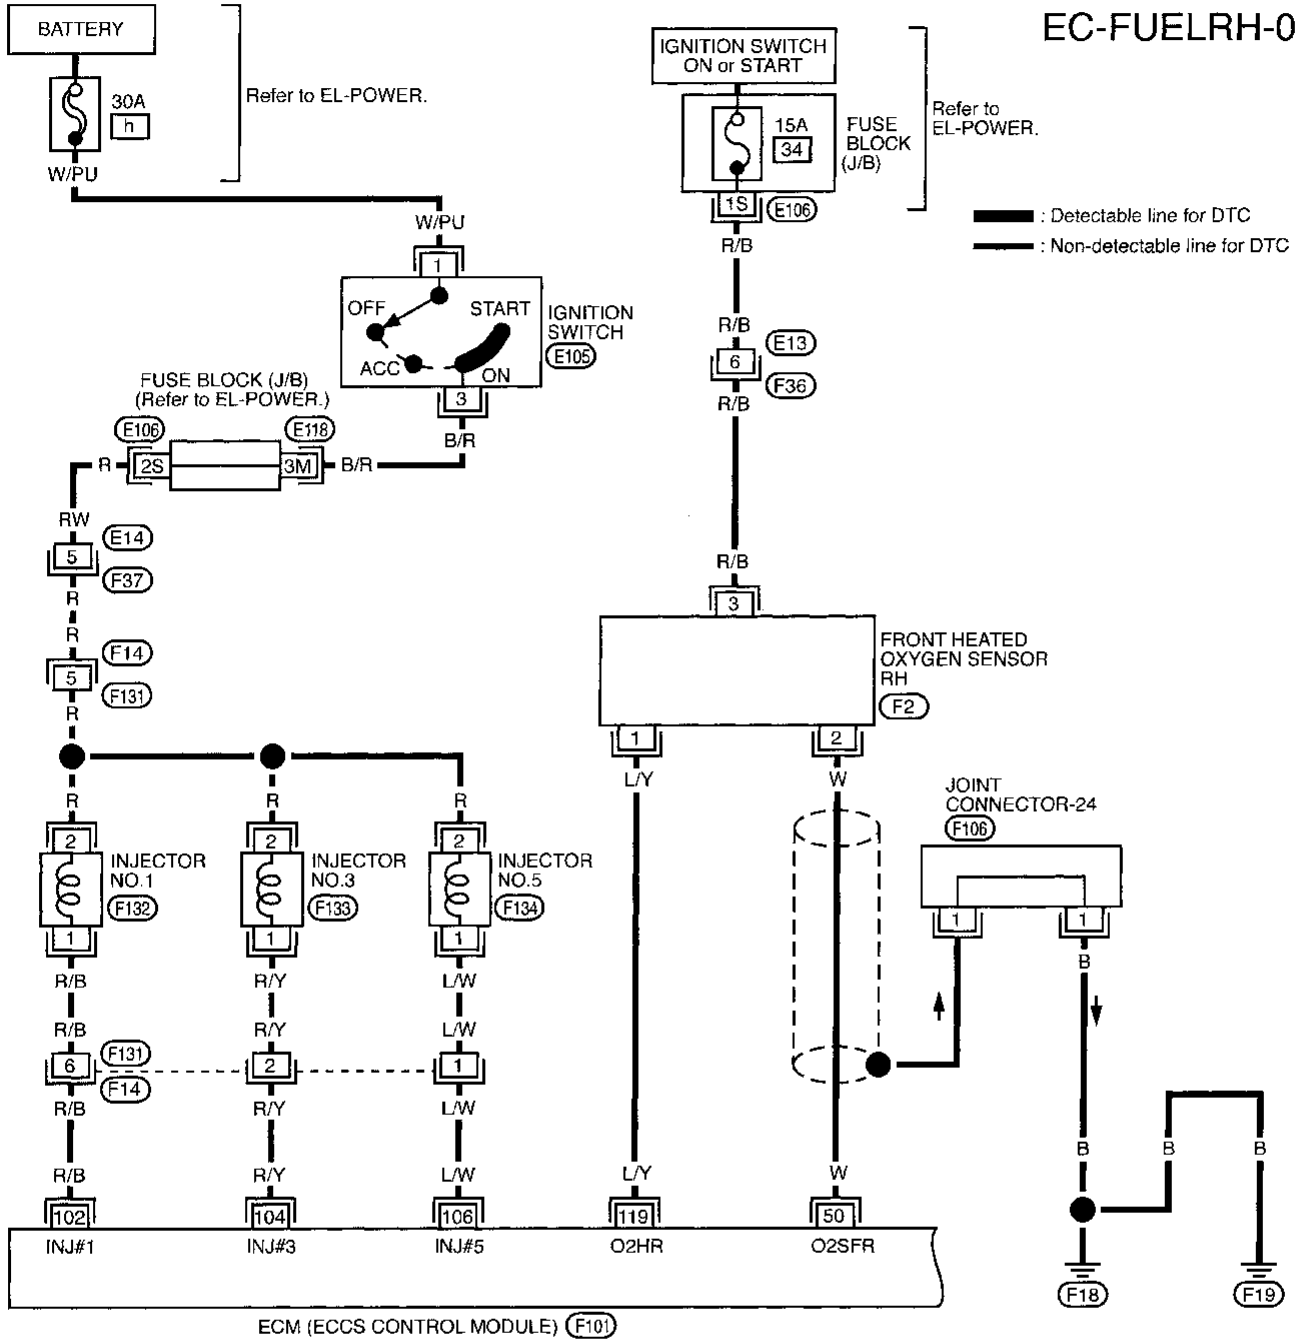 EC-FUELRH-0
BATTERY
30A
h
W/PU
Refer to EL-POWER.
IGNITION SWITCH
ON or START
15A
34
FUSE
BLOCK
(J/B)
Refer to
EL-POWER.
1S
E106
R/B
: Detectable line for DTC
: Non-detectable line for DTC
W/PU
1
OFF
START
ACC
ON
IGNITION
SWITCH
E105
3
B/R
R/B
6
E13
F36
R/B
FUSE BLOCK (J/B)
(Refer to EL-POWER.)
E106
E118
R
2S
3M
B/R
RW
5
E14
F37
R
R
5
F14
F131
R
R/B
3
FRONT HEATED
OXYGEN SENSOR
RH
F2
1
2
L/Y
W
R
R
R
2
INJECTOR
NO.1
F132
1
2
INJECTOR
NO.3
F133
1
2
INJECTOR
NO.5
F134
1
JOINT
CONNECTOR-24
F106
1
1
B
R/B
R/Y
L/W
R/B
R/Y
L/W
6
F131
F14
2
1
R/B
R/Y
L/W
R/B
R/Y
L/W
L/Y
W
B
B
B
102
104
106
119
50
INJ#1
INJ#3
INJ#5
O2HR
O2SFR
F18
F19
ECM (ECCS CONTROL MODULE)
F101